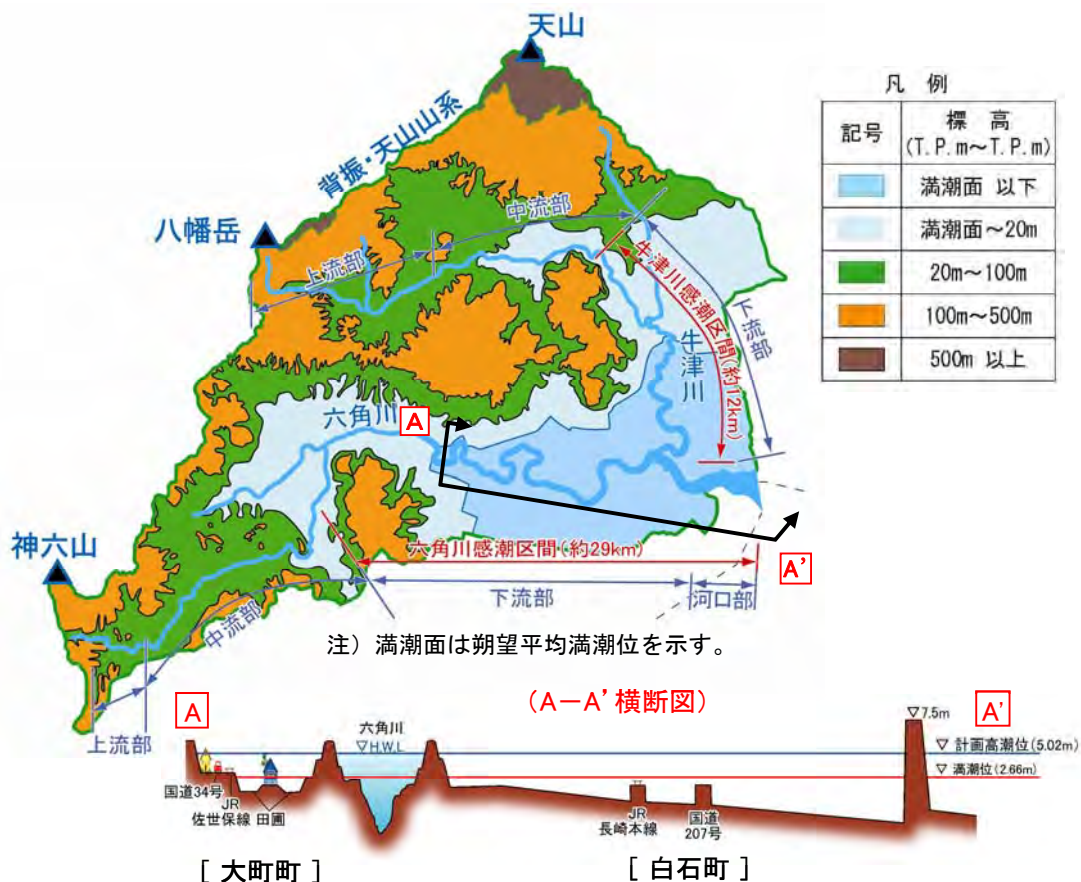 天山
背振・天山山系
八幡岳
上流部
中流部
牛津川感潮区間(約12km)
下流部
牛津川
六角川
A
神六山
六角川感潮区間(約29km)
A'
下流部
河口部
中流部
上流部
注）満潮面は朔望平均満潮位を示す。
凡 例
記号 標 高
(T.P.m～T.P.m)
満潮面 以下
満潮面～20m
20m～100m
100m～500m
500m 以上
(A－A' 横断図)
A
A'
六角川
▽H.W.L
▽7.5m
▽ 計画高潮位(5.02m)
▽ 満潮位(2.66m)
国道34号
JR
佐世保線
田圃
JR
長崎本線
国道
207号
[ 大町町 ]
[ 白石町 ]